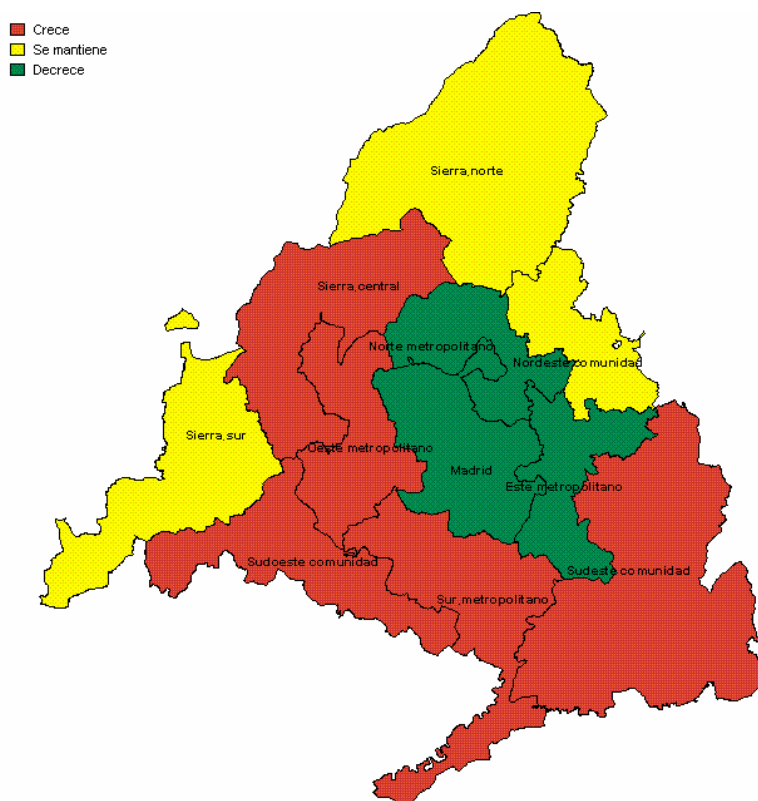 Crece
Se mantiene
Decrece
Sierra,norte
Sierra,central
Norte metropolitano
Nordeste comunidad
Sierra,sur
Oeste metropolitano
Madrid
Este metropolitano
Sudoeste comunidad
Sudeste comunidad
Sur,metropolitano